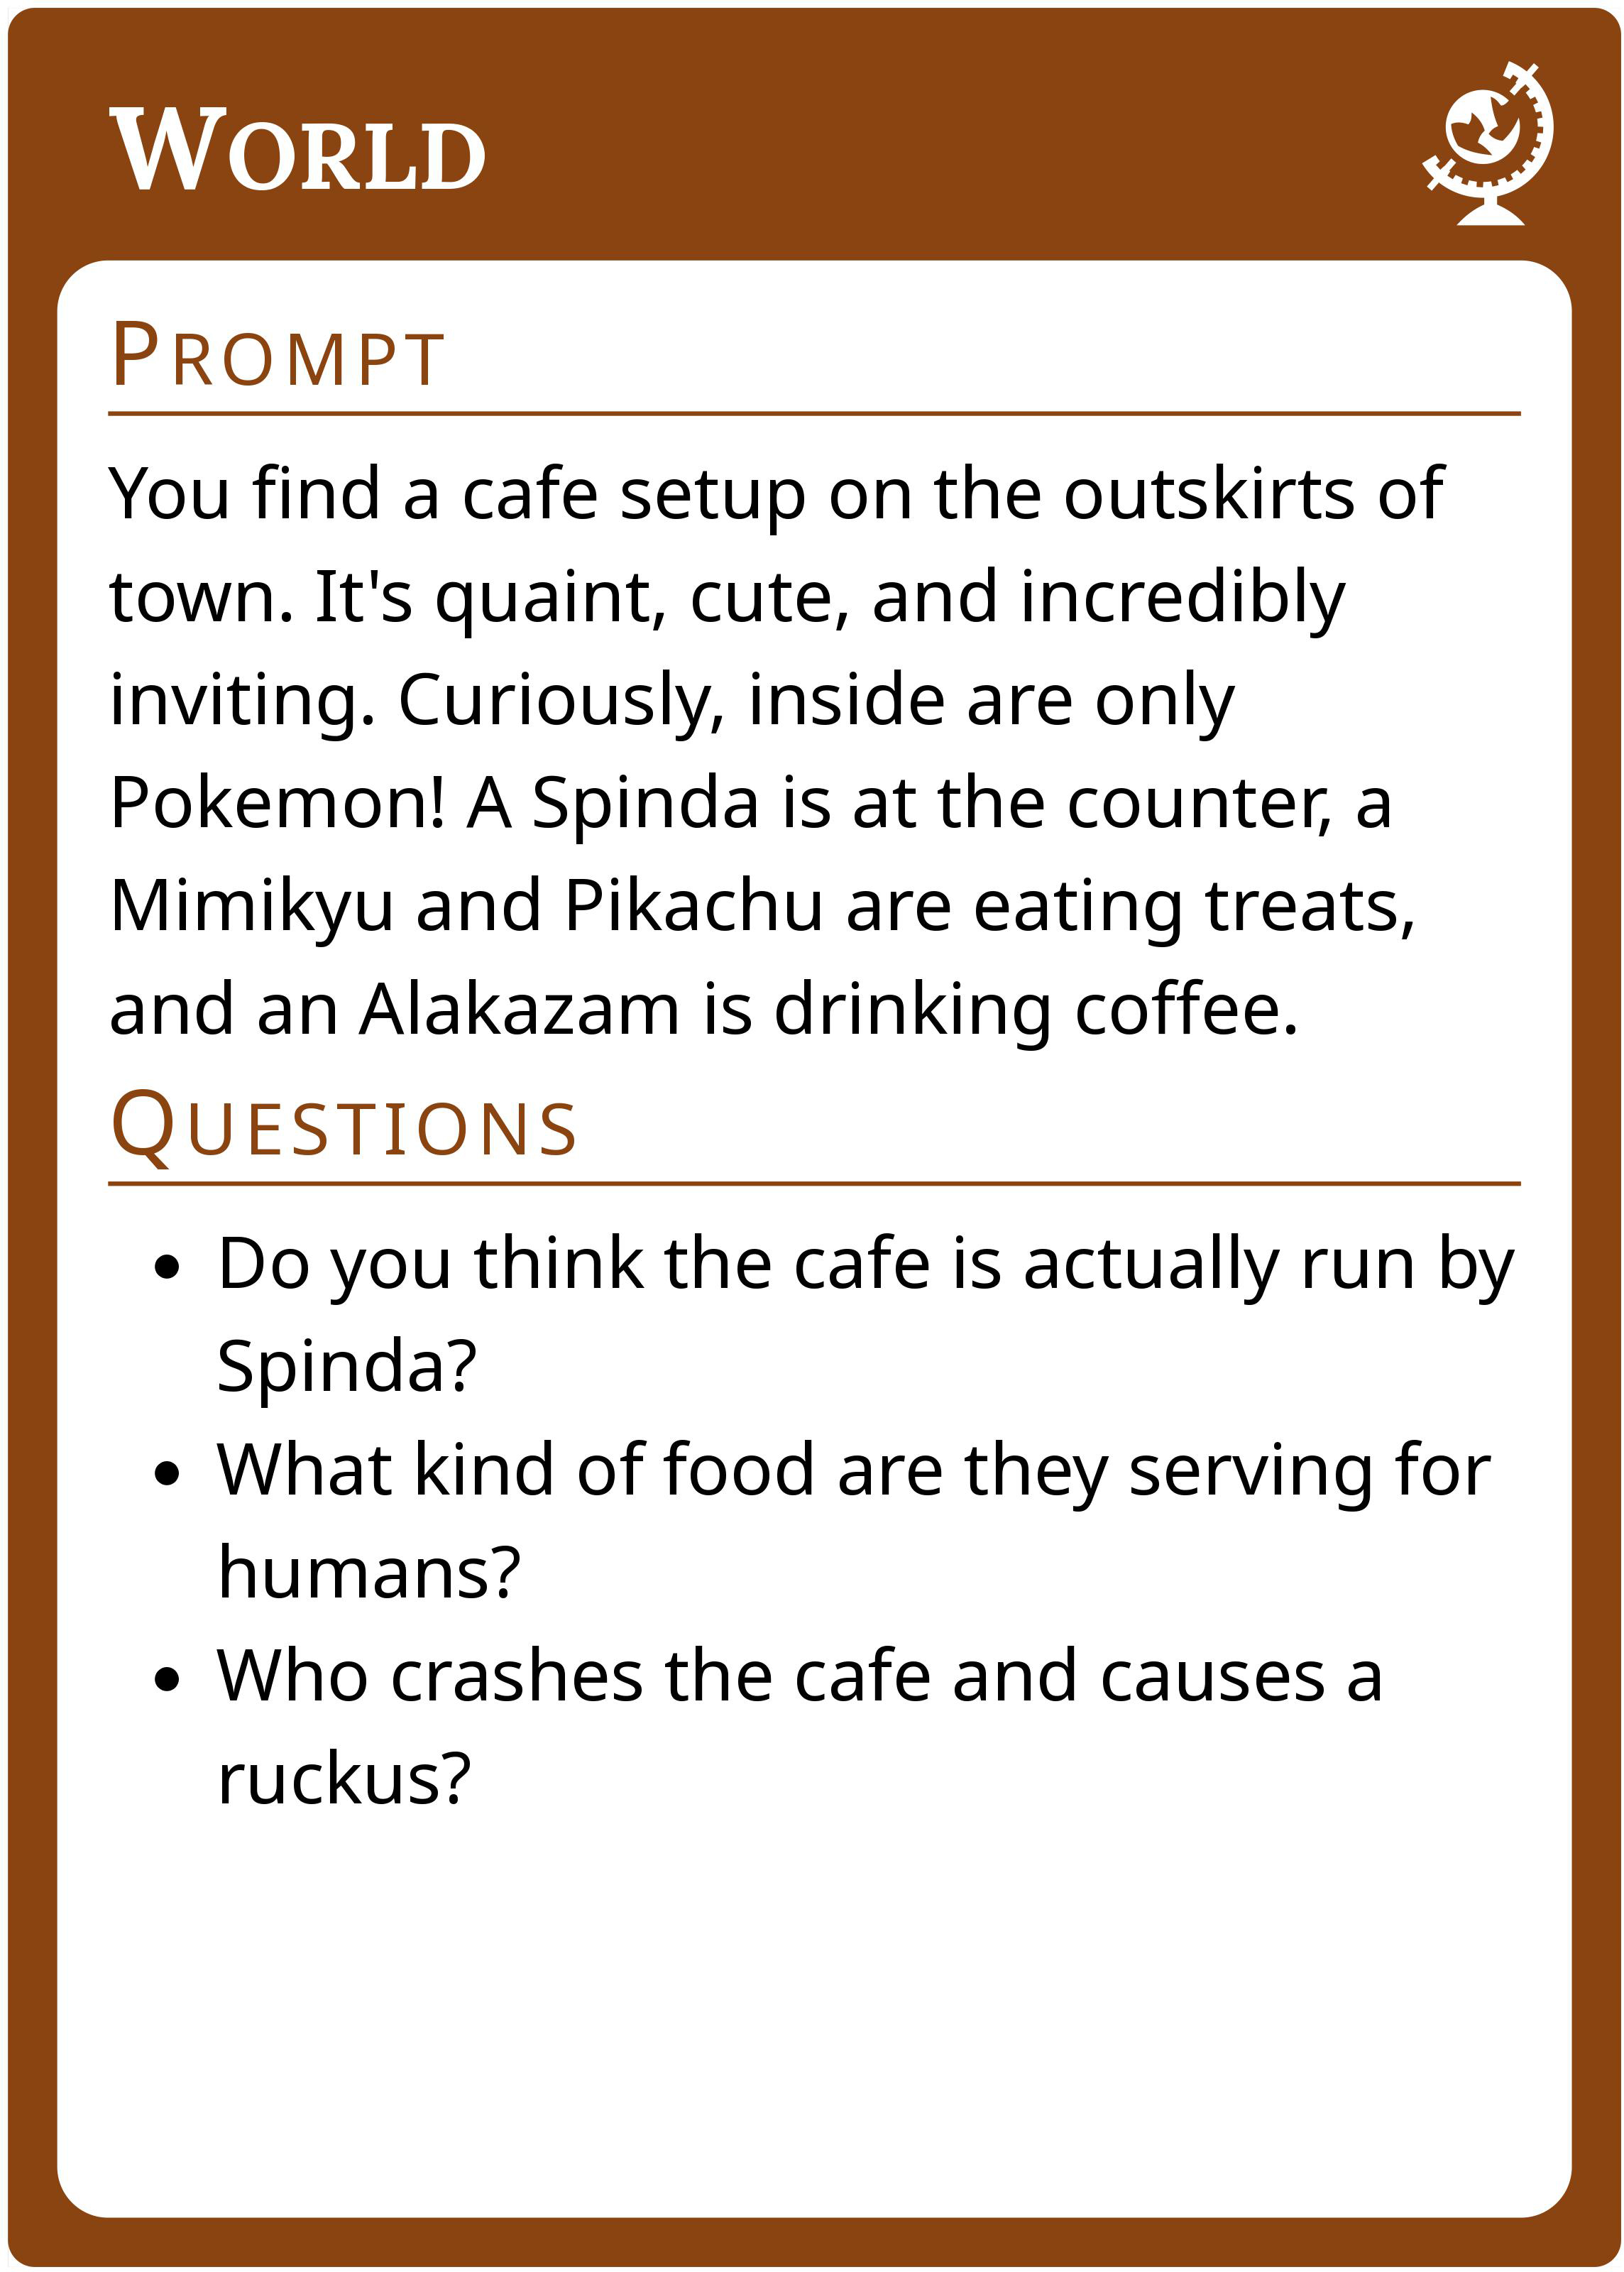 World
Prompt
You find a cafe setup on the outskirts of
town. It's quaint, cute, and incredibly
inviting. Curiously, inside are only
Pokemon! A Spinda is at the counter, a
Mimikyu and Pikachu are eating treats,
and an Alakazam is drinking coffee.
Questions
• Do you think the cafe is actually run by
Spinda?
• What kind of food are they serving for
humans?
• Who crashes the cafe and causes a
ruckus?